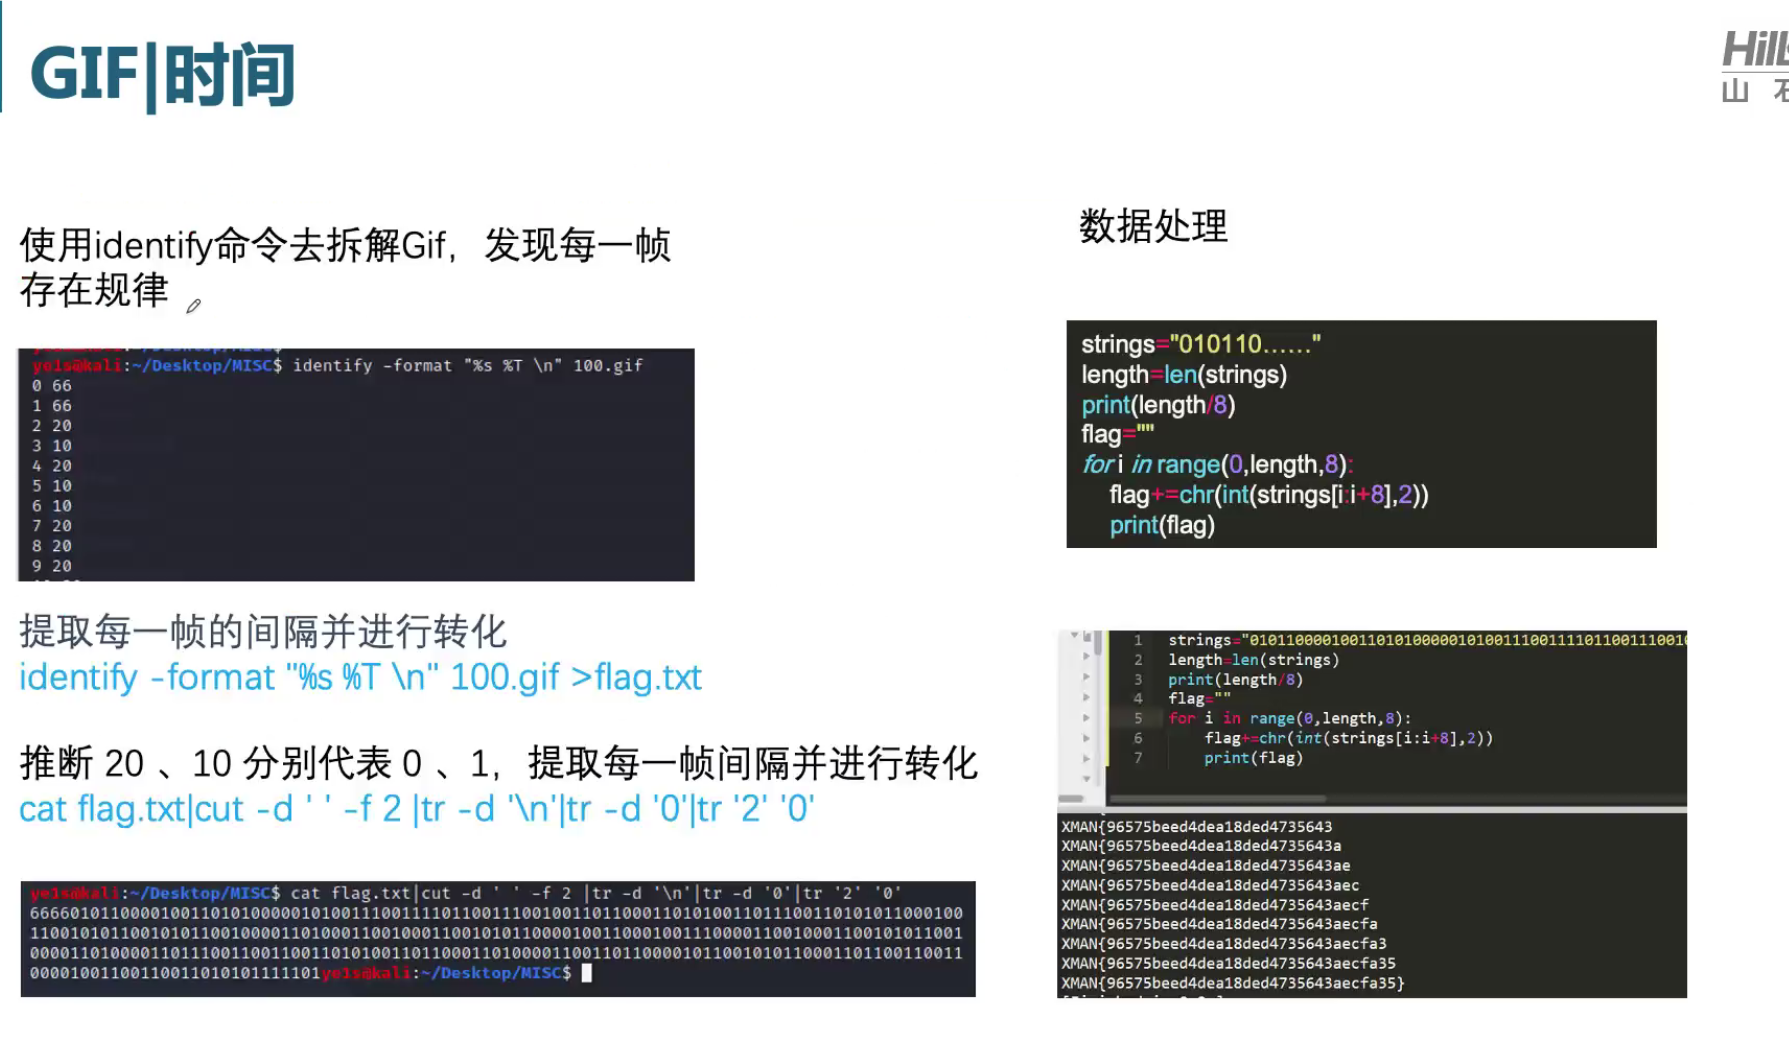 GIF|时间
山 石
使用identify命令去拆解Gif，发现每一帧
存在规律
ye1s@kali:~/Desktop/MISC$ identify -format "%s %T \n" 100.gif
0 66
1 66
2 20
3 10
4 20
5 10
6 10
7 20
8 20
9 20
提取每一帧的间隔并进行转化
identify -format "%s %T \n" 100.gif >flag.txt
推断 20 、10 分别代表 0 、1，提取每一帧间隔并进行转化
cat flag.txt|cut -d ' ' -f 2 |tr -d '\n'|tr -d '0'|tr '2' '0'
ye1s@kali:~/Desktop/MISC$ cat flag.txt|cut -d ' ' -f 2 |tr -d '\n'|tr -d '0'|tr '2' '0'
ye1s@kali:~/Desktop/MISC$
数据处理
strings="010110......"
length=len(strings)
print(length/8)
flag=""
for i in range(0,length,8):
flag+=chr(int(strings[i:i+8],2))
print(flag)
1 strings="
2 length=len(strings)
3 print(length/8)
4 flag=""
5 for i in range(0,length,8):
6 flag+=chr(int(strings[i:i+8],2))
7 print(flag)
XMAN{96575beed4dea18ded4735643
XMAN{96575beed4dea18ded4735643a
XMAN{96575beed4dea18ded4735643ae
XMAN{96575beed4dea18ded4735643aec
XMAN{96575beed4dea18ded4735643aecf
XMAN{96575beed4dea18ded4735643aecfa
XMAN{96575beed4dea18ded4735643aecfa3
XMAN{96575beed4dea18ded4735643aecfa35
XMAN{96575beed4dea18ded4735643aecfa35}